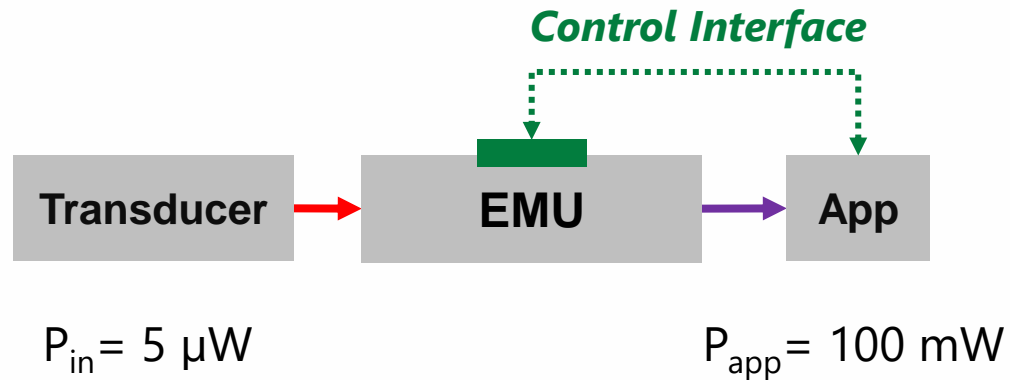 Control Interface
Transducer
EMU
App
Pin= 5 µW
Papp= 100 mW